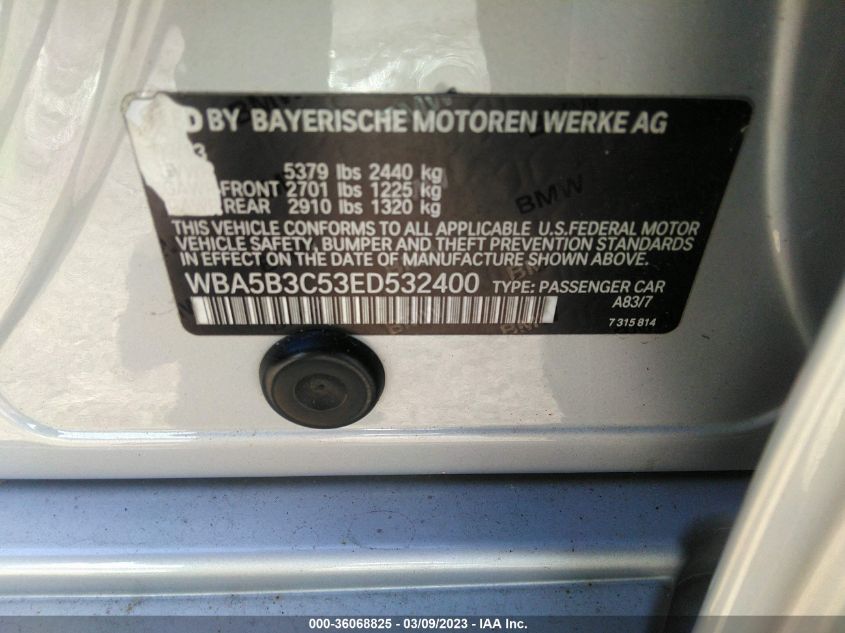 D BY BAYERISCHE MOTOREN WERKE AG
3
5379 lbs 2440 kg
FRONT 2701 lbs 1225 kg
REAR 2910 lbs 1320 kg
THIS VEHICLE CONFORMS TO ALL APPLICABLE U.S.FEDERAL MOTOR
VEHICLE SAFETY, BUMPER AND THEFT PREVENTION STANDARDS
IN EFFECT ON THE DATE OF MANUFACTURE SHOWN ABOVE.
WBA5B3C53ED532400 TYPE: PASSENGER CAR
A83/7
7 315 814
BMW
000-36068825 - 03/09/2023 - IAA Inc.